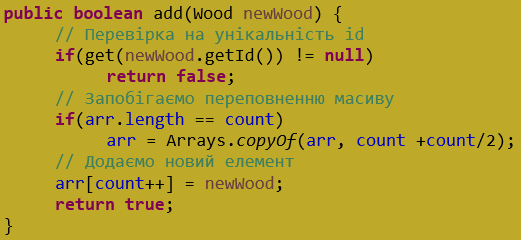 public boolean add(Wood newWood) {
// Перевірка на унікальність id
if(get(newWood.getId()) != null)
return false;
// Запобігаємо переповненню масиву
if(arr.length == count)
arr = Arrays.copyOf(arr, count +count/2);
// Додаємо новий елемент
arr[count++] = newWood;
return true;
}